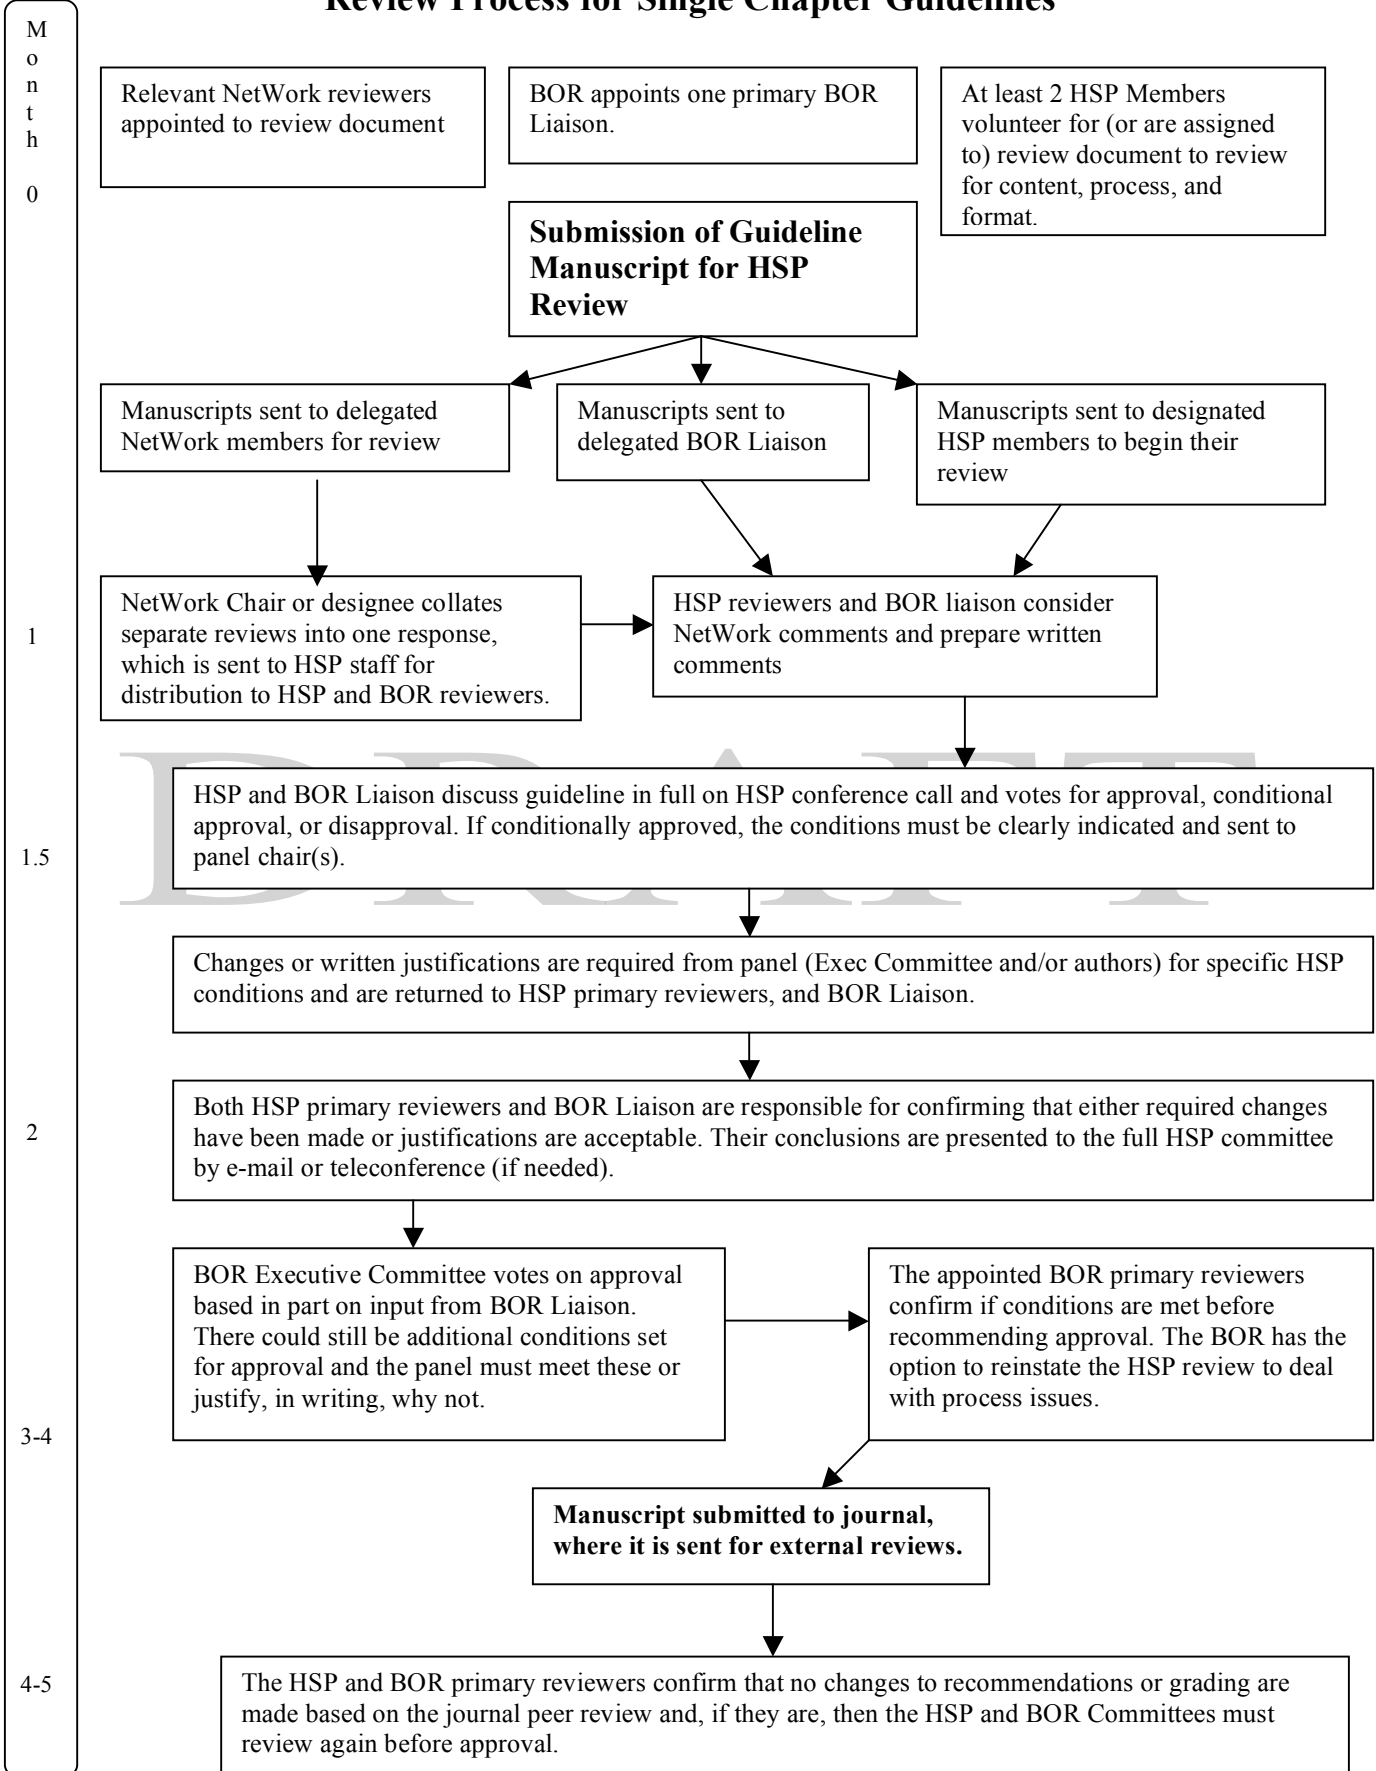 Review Process for Single Chapter Guidelines
M
o
n
t
h
0
Relevant NetWork reviewers
appointed to review document
BOR appoints one primary BOR
Liaison.
At least 2 HSP Members
volunteer for (or are assigned
to) review document to review
for content, process, and
format.
Submission of Guideline
Manuscript for HSP
Review
Manuscripts sent to delegated
NetWork members for review
Manuscripts sent to
delegated BOR Liaison
Manuscripts sent to designated
HSP members to begin their
review
1
NetWork Chair or designee collates
separate reviews into one response,
which is sent to HSP staff for
distribution to HSP and BOR reviewers.
HSP reviewers and BOR liaison consider
NetWork comments and prepare written
comments
DRAFT
1.5
HSP and BOR Liaison discuss guideline in full on HSP conference call and votes for approval, conditional
approval, or disapproval. If conditionally approved, the conditions must be clearly indicated and sent to
panel chair(s).
Changes or written justifications are required from panel (Exec Committee and/or authors) for specific HSP
conditions and are returned to HSP primary reviewers, and BOR Liaison.
2
Both HSP primary reviewers and BOR Liaison are responsible for confirming that either required changes
have been made or justifications are acceptable. Their conclusions are presented to the full HSP committee
by e-mail or teleconference (if needed).
BOR Executive Committee votes on approval
based in part on input from BOR Liaison.
There could still be additional conditions set
for approval and the panel must meet these or
justify, in writing, why not.
The appointed BOR primary reviewers
confirm if conditions are met before
recommending approval. The BOR has the
option to reinstate the HSP review to deal
with process issues.
3-4
Manuscript submitted to journal,
where it is sent for external reviews.
4-5
The HSP and BOR primary reviewers confirm that no changes to recommendations or grading are
made based on the journal peer review and, if they are, then the HSP and BOR Committees must
review again before approval.